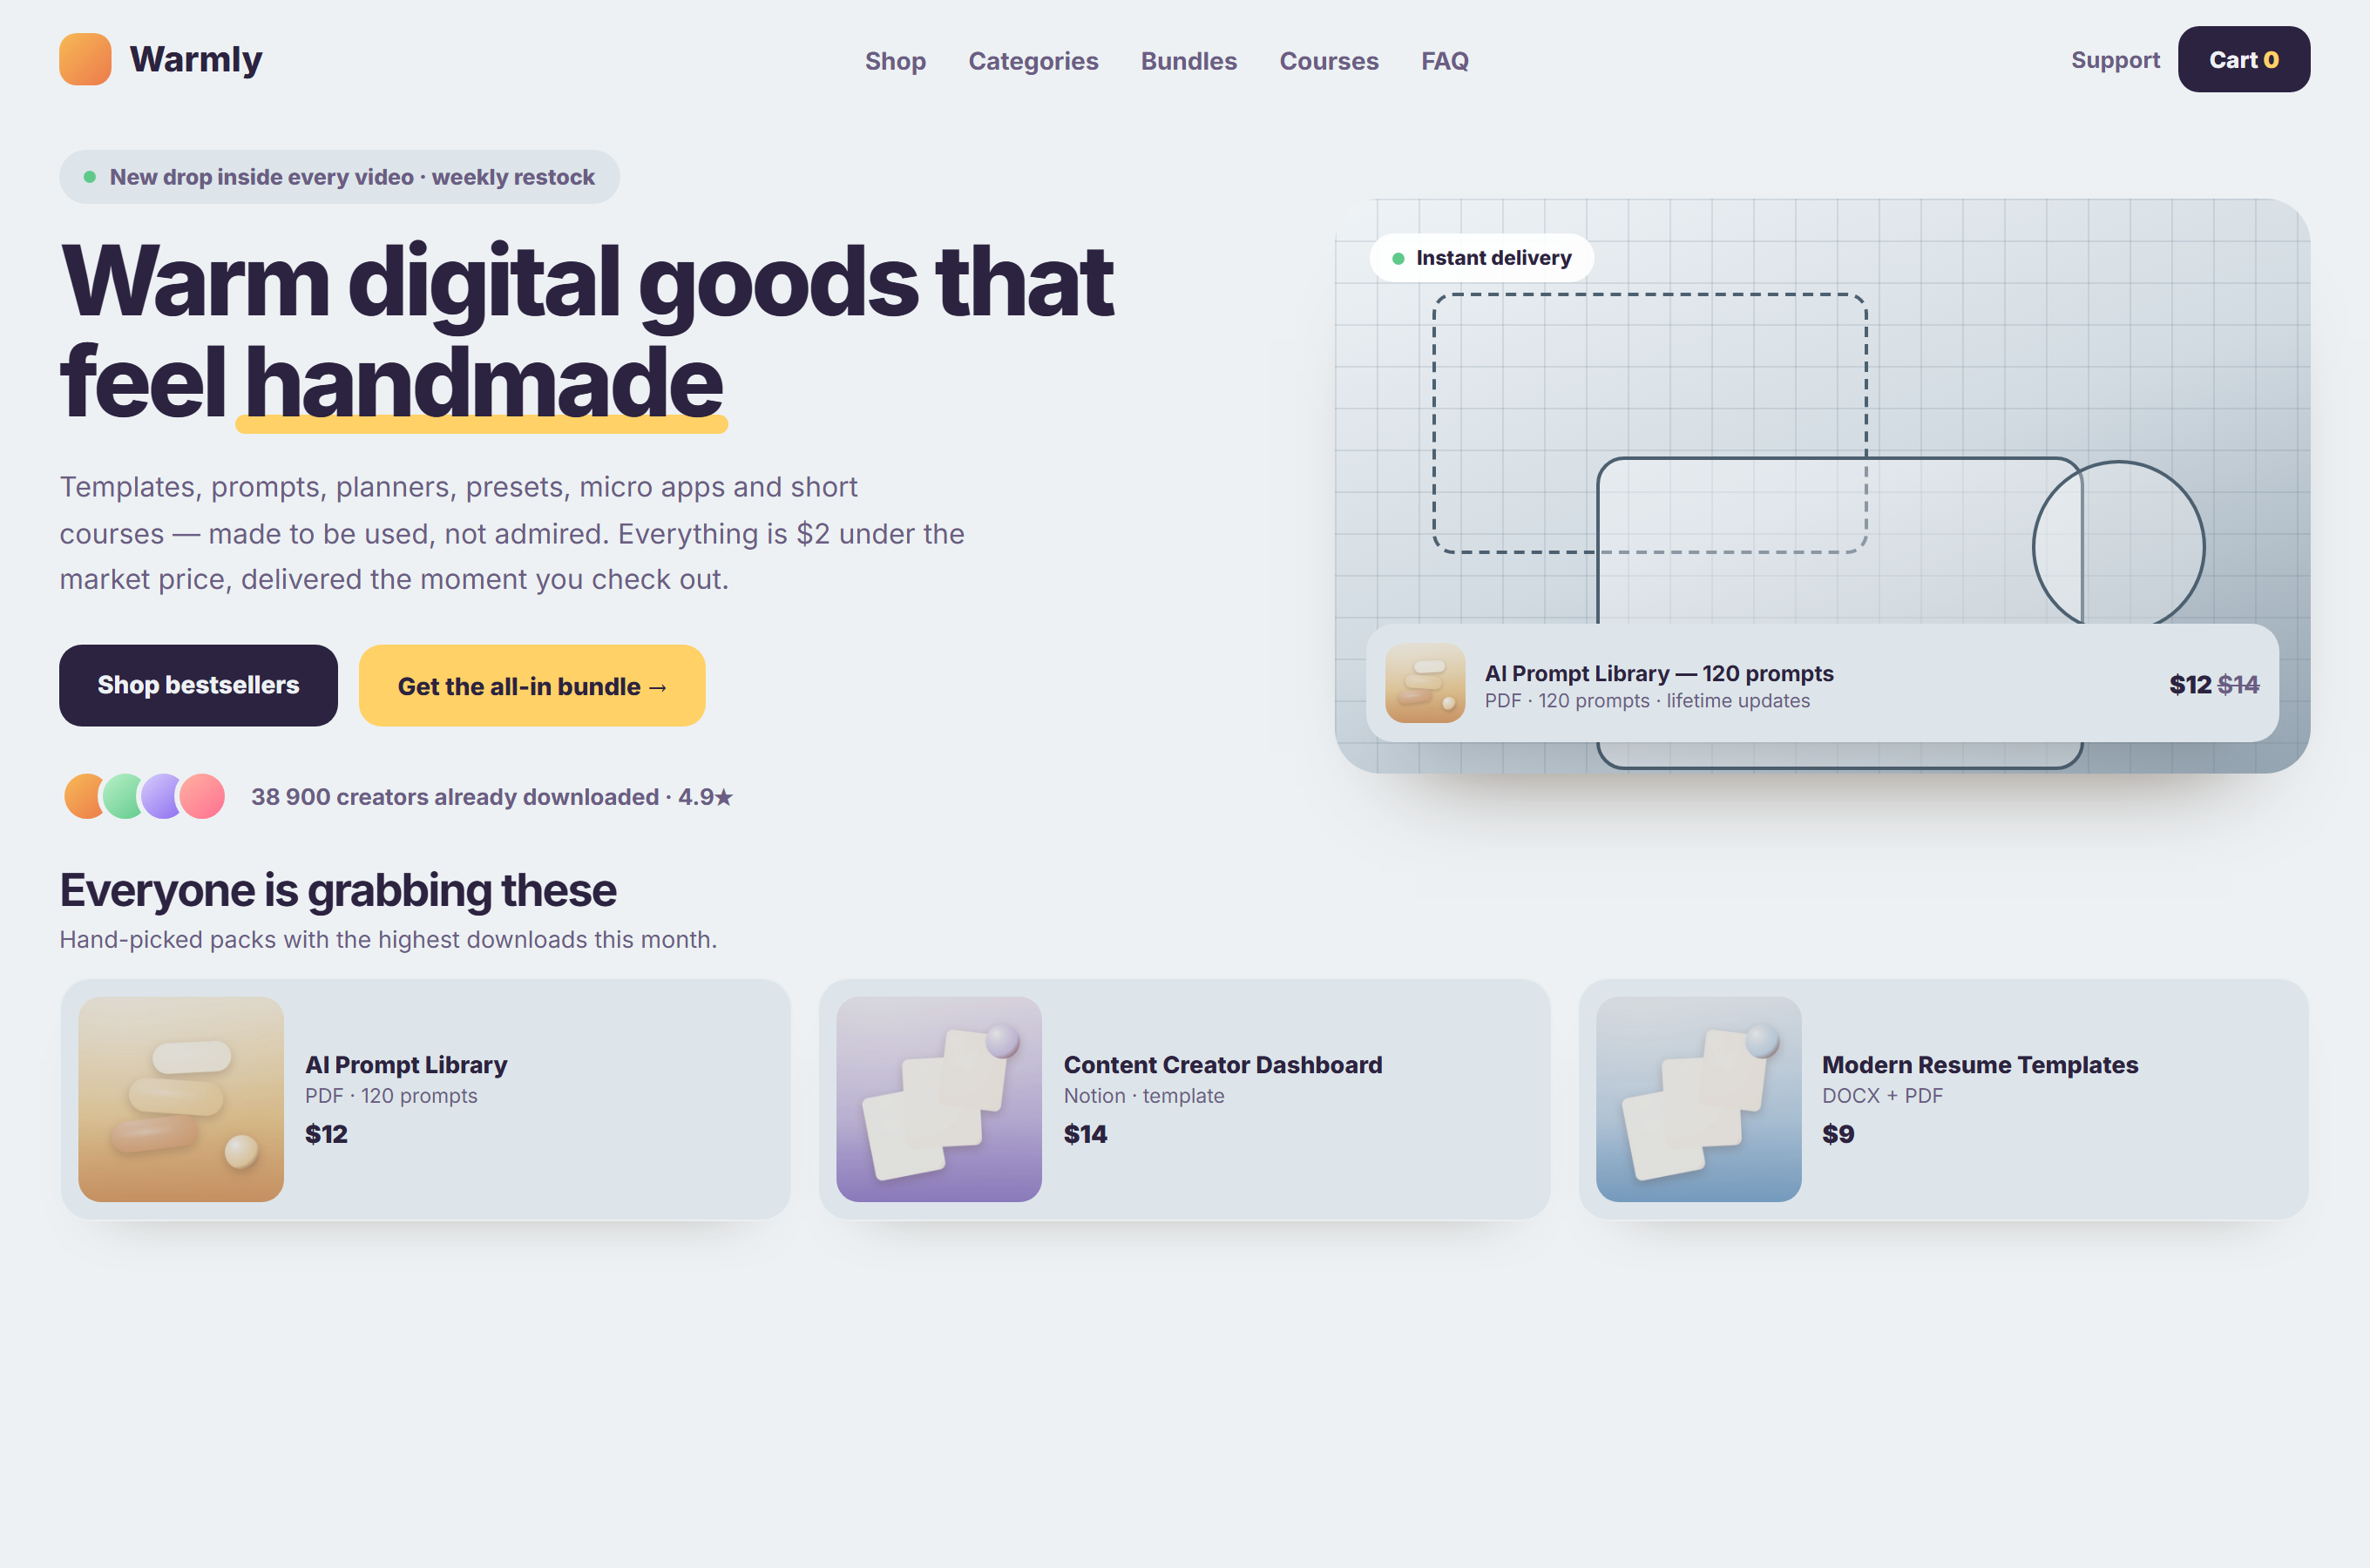 Warmly
Shop
Categories
Bundles
Courses
FAQ
Support
Cart 0
New drop inside every video · weekly restock
Warm digital goods that
feel handmade
Templates, prompts, planners, presets, micro apps and short
courses — made to be used, not admired. Everything is $2 under the
market price, delivered the moment you check out.
Shop bestsellers
Get the all-in bundle →
38 900 creators already downloaded · 4.9★
Instant delivery
AI Prompt Library — 120 prompts
PDF · 120 prompts · lifetime updates
$12 $14
Everyone is grabbing these
Hand-picked packs with the highest downloads this month.
AI Prompt Library
PDF · 120 prompts
$12
Content Creator Dashboard
Notion · template
$14
Modern Resume Templates
DOCX + PDF
$9